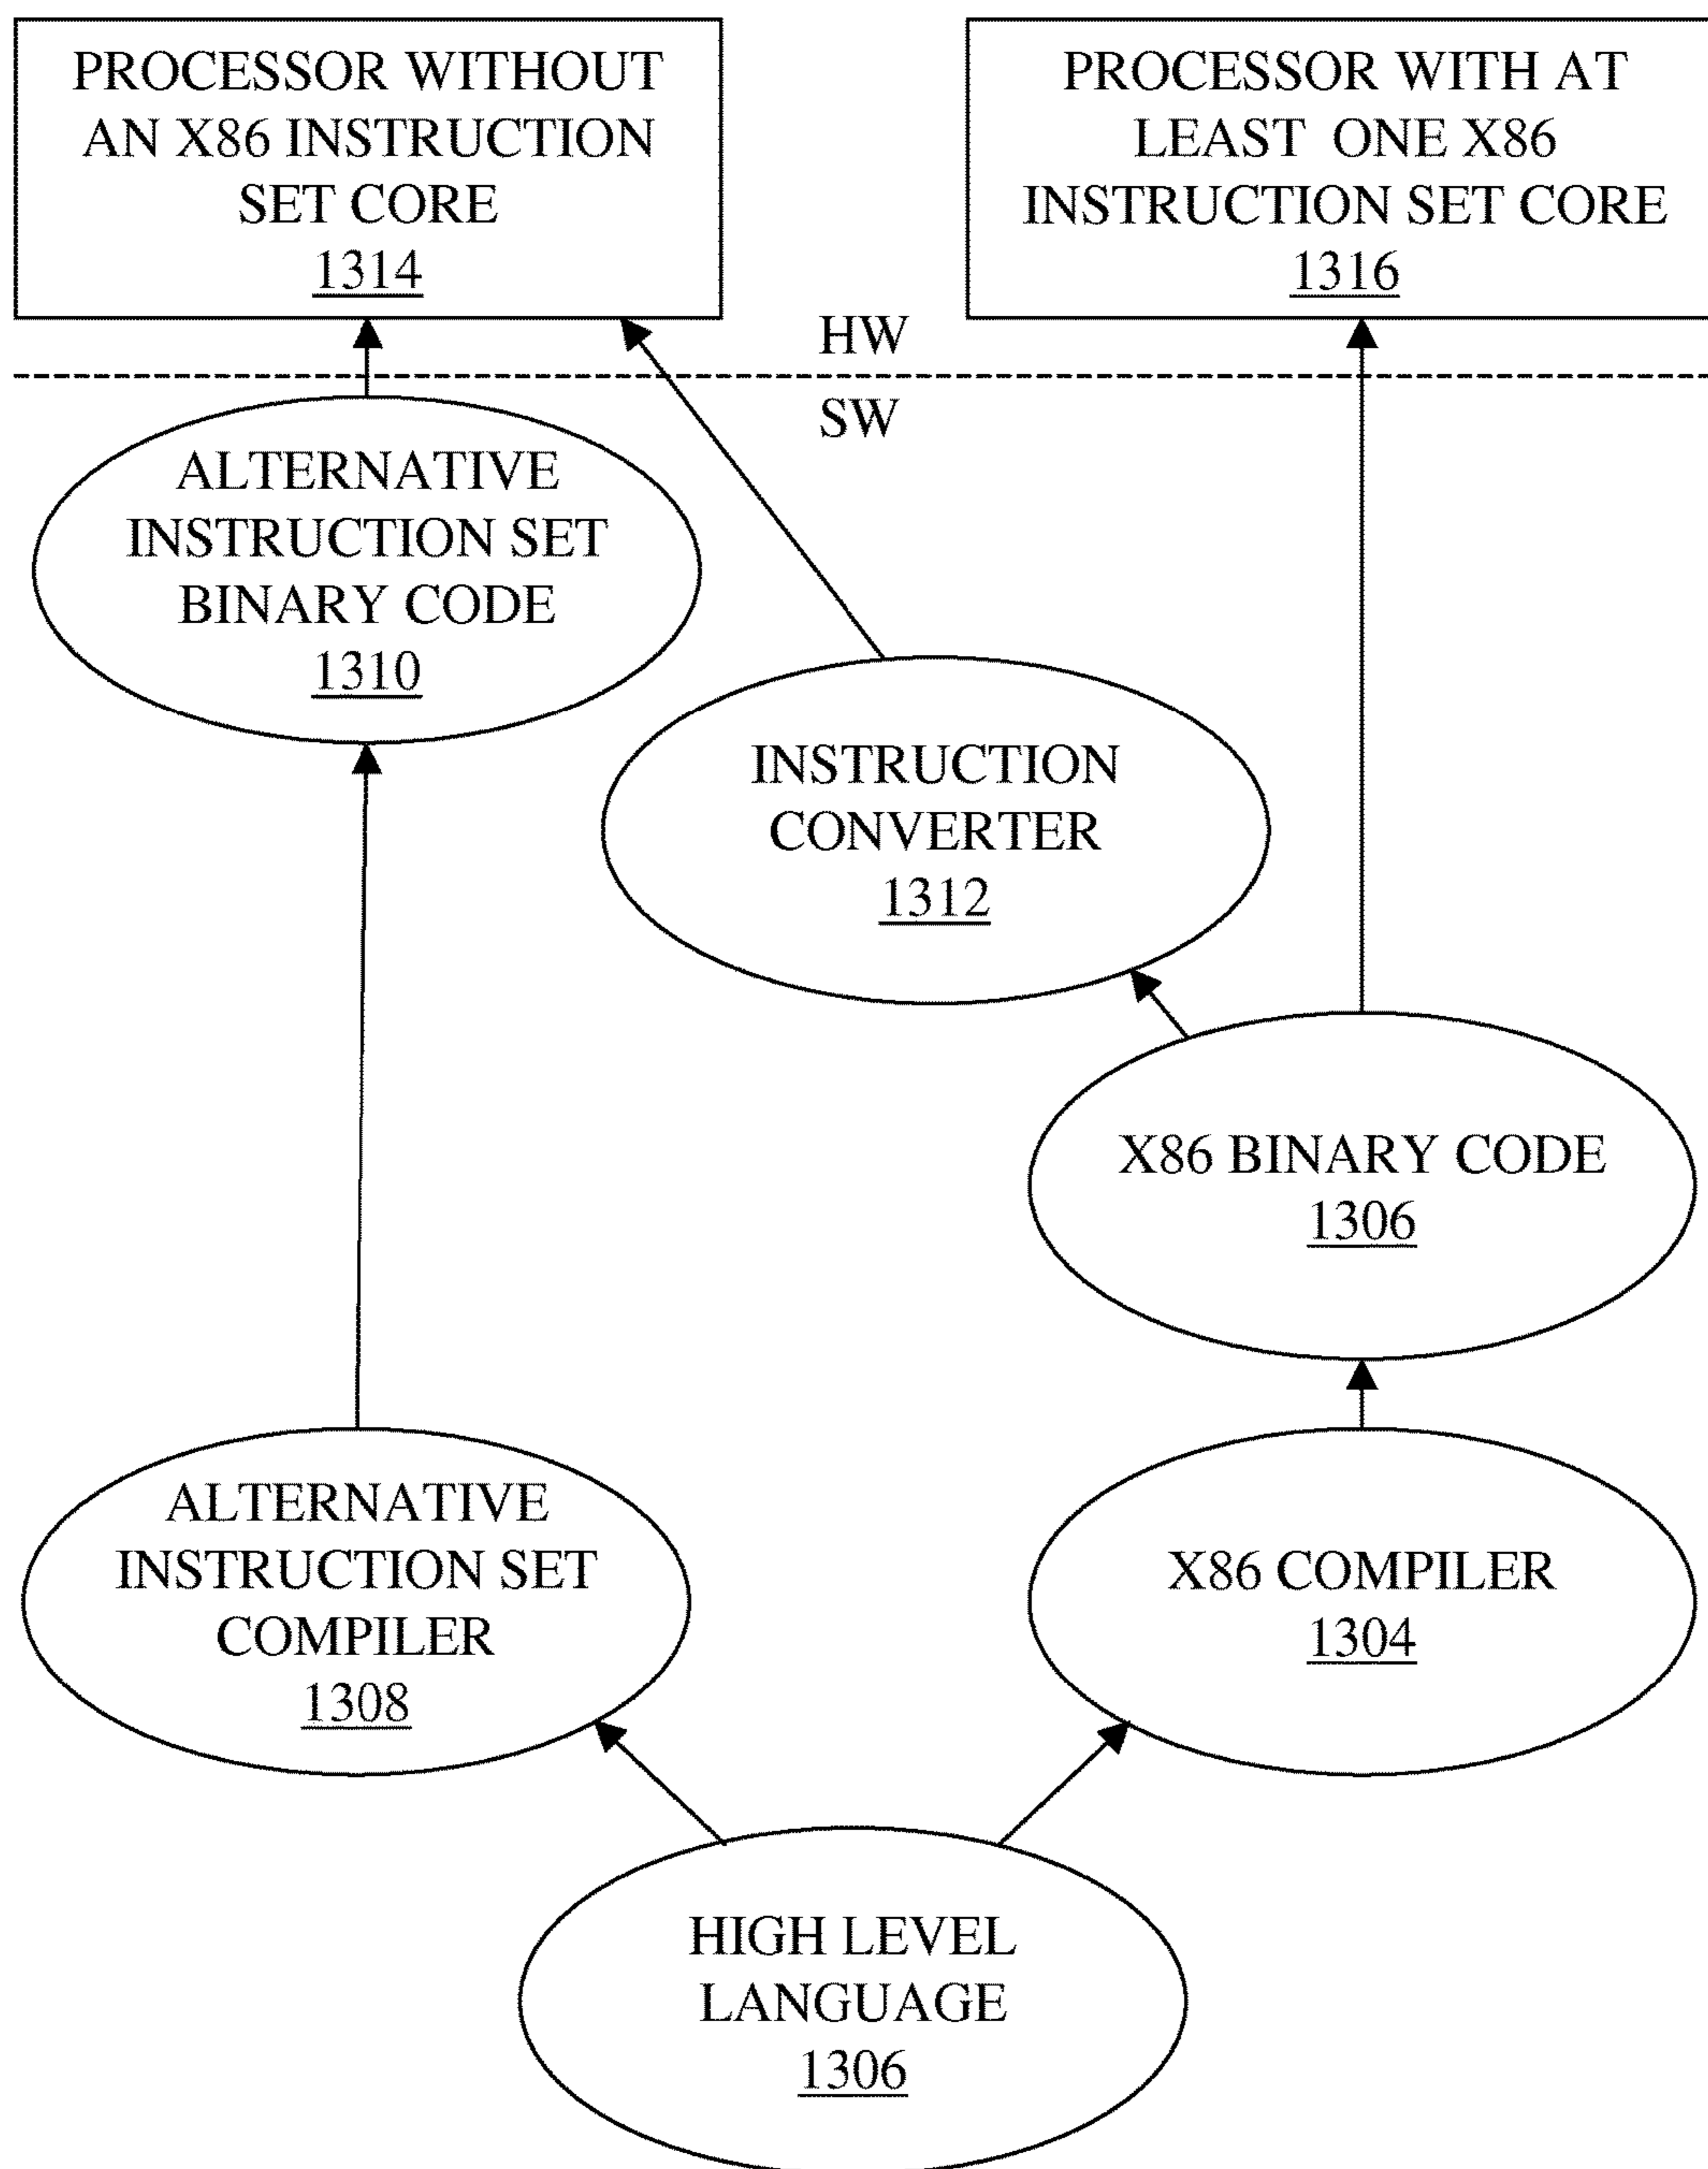 PROCESSOR WITHOUT
AN X86 INSTRUCTION
SET CORE
1314
PROCESSOR WITH AT
LEAST ONE X86
INSTRUCTION SET CORE
1316
HW
SW
ALTERNATIVE
INSTRUCTION SET
BINARY CODE
1310
INSTRUCTION
CONVERTER
1312
X86 BINARY CODE
1306
ALTERNATIVE
INSTRUCTION SET
COMPILER
1308
X86 COMPILER
1304
HIGH LEVEL
LANGUAGE
1306